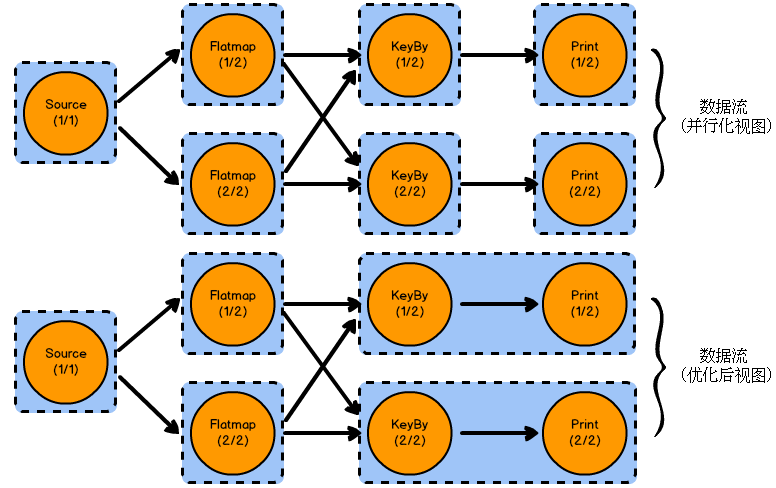 Source
(1/1)
Flatmap
(1/2)
Flatmap
(2/2)
KeyBy
(1/2)
KeyBy
(2/2)
Print
(1/2)
Print
(2/2)
数据流
(并行化视图)
Source
(1/1)
Flatmap
(1/2)
Flatmap
(2/2)
KeyBy
(1/2)
KeyBy
(2/2)
Print
(1/2)
Print
(2/2)
数据流
(优化后视图)